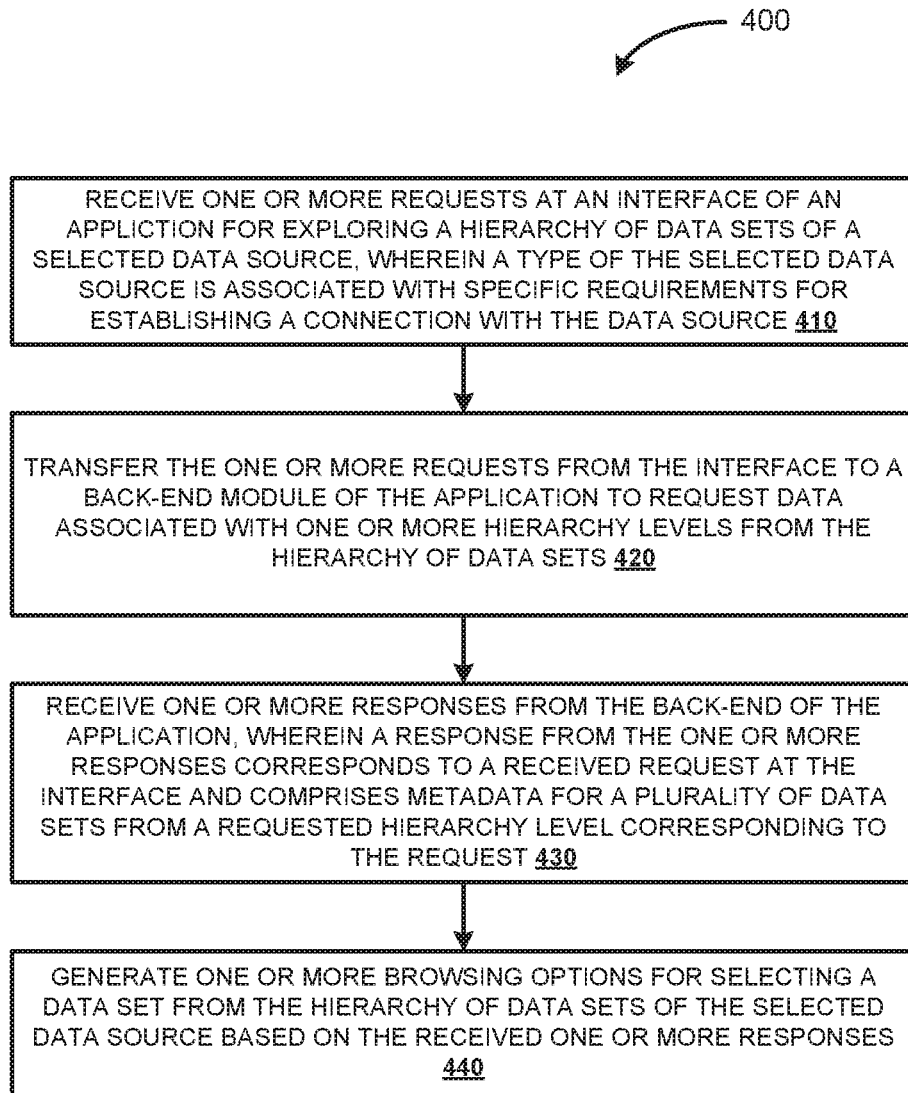 400
RECEIVE ONE OR MORE REQUESTS AT AN INTERFACE OF AN
APPLICTION FOR EXPLORING A HIERARCHY OF DATA SETS OF A
SELECTED DATA SOURCE, WHEREIN A TYPE OF THE SELECTED DATA
SOURCE IS ASSOCIATED WITH SPECIFIC REQUIREMENTS FOR
ESTABLISHING A CONNECTION WITH THE DATA SOURCE 410
TRANSFER THE ONE OR MORE REQUESTS FROM THE INTERFACE TO A
BACK-END MODULE OF THE APPLICATION TO REQUEST DATA
ASSOCIATED WITH ONE OR MORE HIERARCHY LEVELS FROM THE
HIERARCHY OF DATA SETS 420
RECEIVE ONE OR MORE RESPONSES FROM THE BACK-END OF THE
APPLICATION, WHEREIN A RESPONSE FROM THE ONE OR MORE
RESPONSES CORRESPONDS TO A RECEIVED REQUEST AT THE
INTERFACE AND COMPRISES METADATA FOR A PLURALITY OF DATA
SETS FROM A REQUESTED HIERARCHY LEVEL CORRESPONDING TO
THE REQUEST 430
GENERATE ONE OR MORE BROWSING OPTIONS FOR SELECTING A
DATA SET FROM THE HIERARCHY OF DATA SETS OF THE SELECTED
DATA SOURCE BASED ON THE RECEIVED ONE OR MORE RESPONSES
440